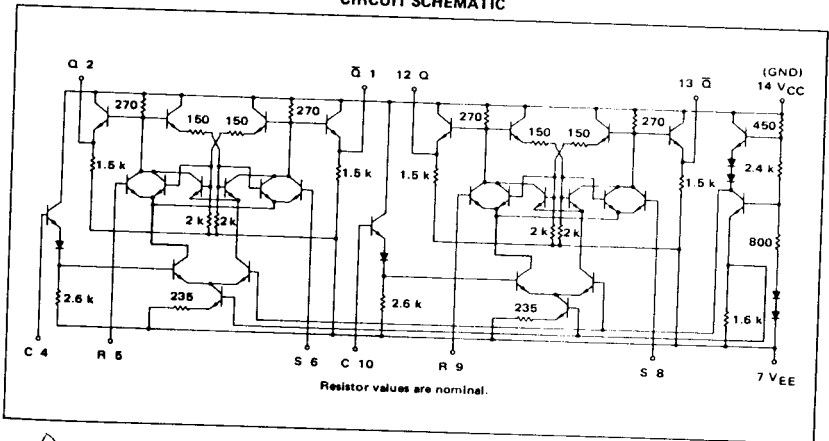 CIRCUIT SCHEMATIC
Q 2
Q̄ 1
12 Q
13 Q̄
(GND)
14 VCC
270
150
150
270
270
150
150
270
450
1.5 k
1.5 k
1.5 k
1.5 k
2.4 k
2 k
2 k
2 k
2 k
800
2.6 k
235
2.6 k
235
1.6 k
C 4
R 5
S 6
C 10
R 9
S 8
7 VEE
Resistor values are nominal.